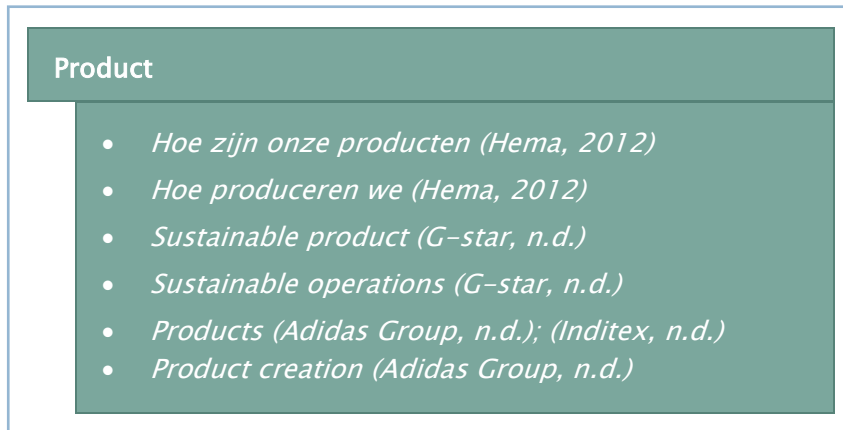 Product
• Hoe zijn onze producten (Hema, 2012)
• Hoe produceren we (Hema, 2012)
• Sustainable product (G-star, n.d.)
• Sustainable operations (G-star, n.d.)
• Products (Adidas Group, n.d.); (Inditex, n.d.)
• Product creation (Adidas Group, n.d.)